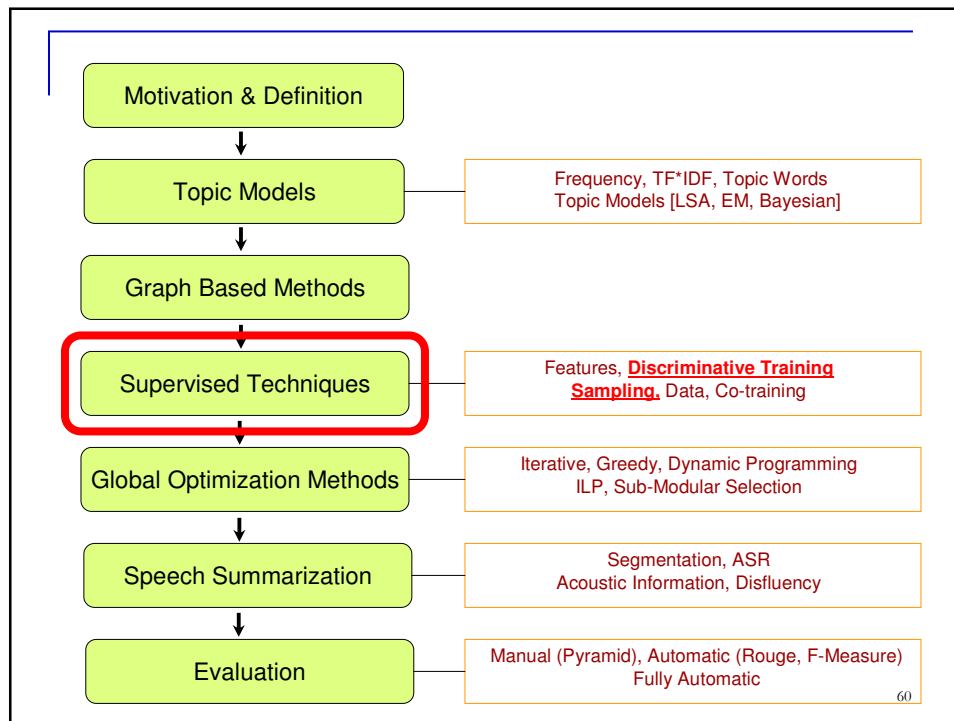 Motivation & Definition
Topic Models
Frequency, TF*IDF, Topic Words
Topic Models [LSA, EM, Bayesian]
Graph Based Methods
Supervised Techniques
Features, Discriminative Training
Sampling, Data, Co-training
Global Optimization Methods
Iterative, Greedy, Dynamic Programming
ILP, Sub-Modular Selection
Speech Summarization
Segmentation, ASR
Acoustic Information, Disfluency
Evaluation
Manual (Pyramid), Automatic (Rouge, F-Measure)
Fully Automatic
60